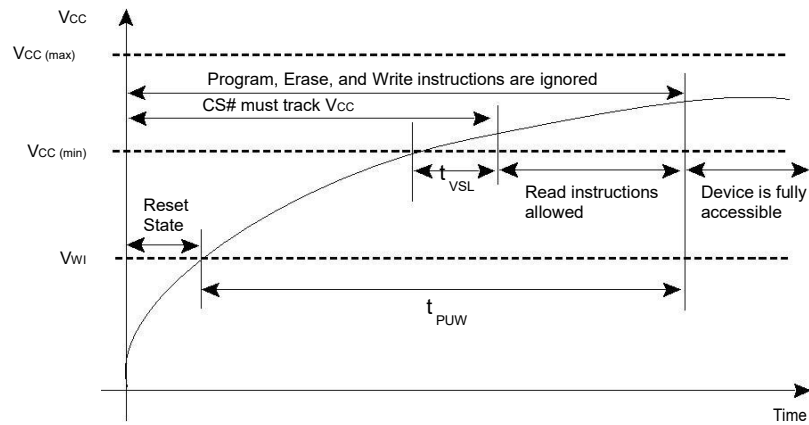 Vcc
Vcc (max)
Program, Erase, and Write instructions are ignored
CS# must track Vcc
Vcc (min)
tVSL
Read instructions
allowed
Device is fully
accessible
Reset
State
VWI
tPUW
Time